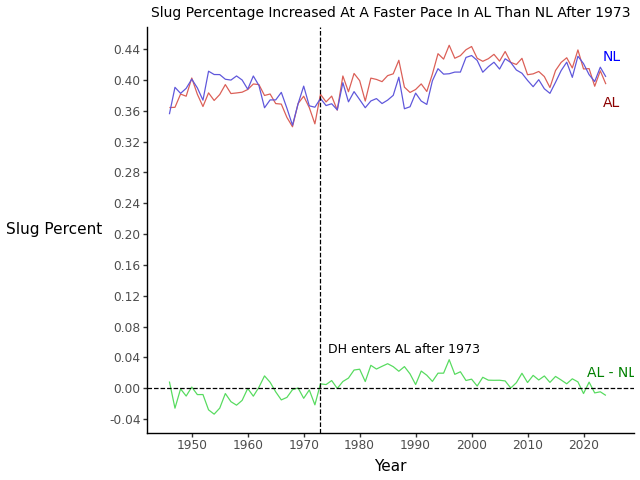 Slug Percentage Increased At A Faster Pace In AL Than NL After 1973
0.44
0.40
0.36
0.32
0.28
0.24
0.20
0.16
0.12
0.08
0.04
0.00
-0.04
Slug Percent
NL
AL
DH enters AL after 1973
AL - NL
1950 1960 1970 1980 1990 2000 2010 2020
Year